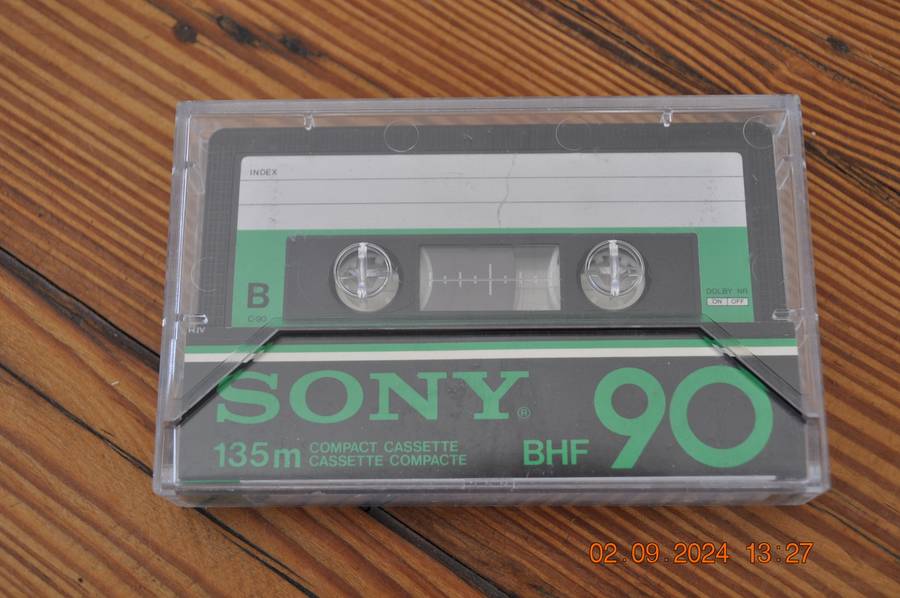 INDEX
B
C-90
DOLBY NR
ON OFF
SONY®
90
135m
COMPACT CASSETTE
CASSETTE COMPACTE
BHF
02.09.2024 13:27